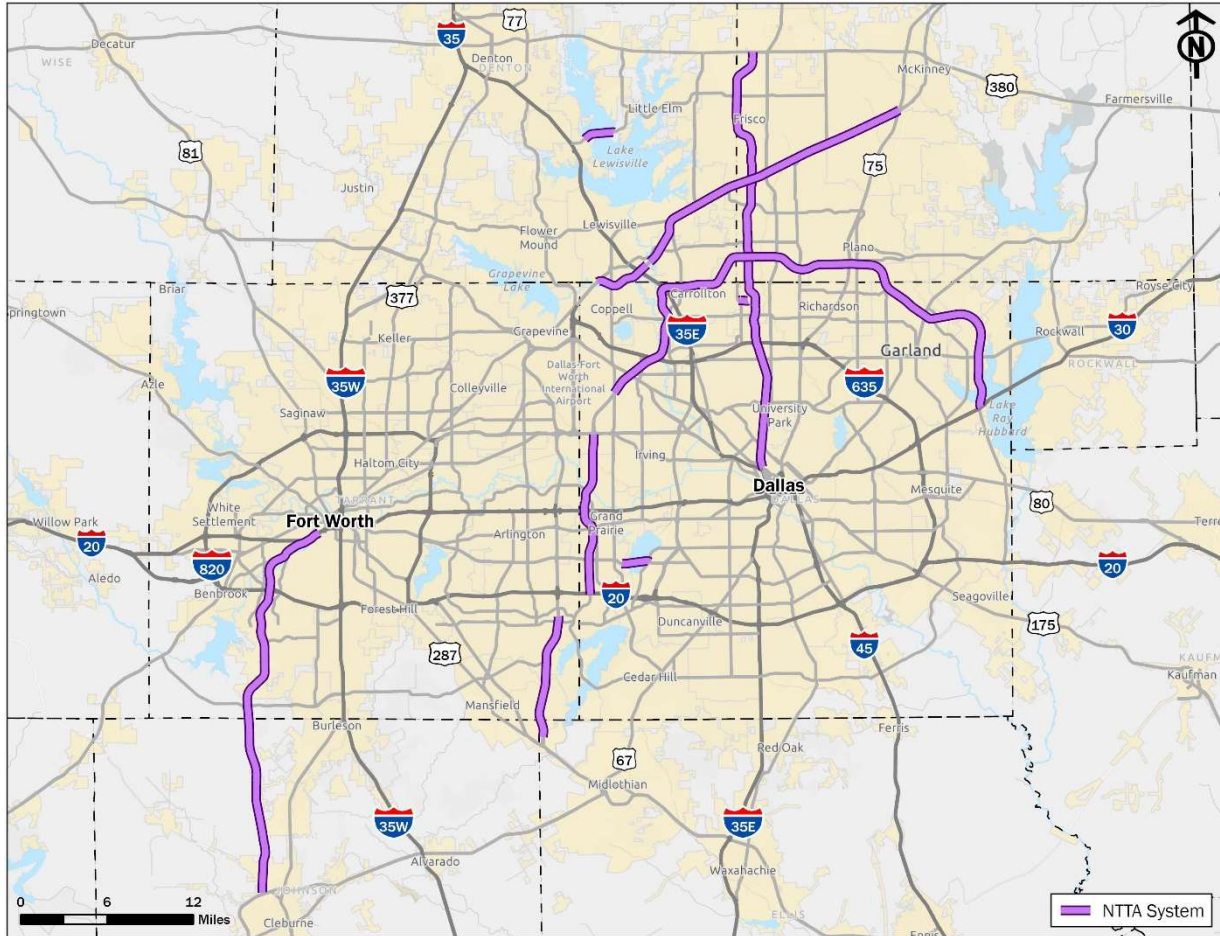 77
35
Decatur
WISE
Denton
DENTON
McKinney
380
Little Elm
Farmersville
Frisco
81
Lake
Lewisville
75
Justin
Lewisville
Flower
Mound
Plano
Grapevine
Lake
Briar
377
Carrollton
Royse City
Springtown
Coppell
Richardson
35E
Rockwall
30
Grapevine
Keller
Garland
ROCKWALL
Dallas-Fort
Worth
International
Airport
35W
Colleyville
635
Azle
University
Park
Lake
Ray
Hubbard
Saginaw
Irving
Haltom City
Dallas
DALLAS
Mesquite
TARRANT
80
White
Settlement
Fort Worth
Grand
Prairie
Willow Park
Arlington
Terre
20
820
20
Aledo
Benbrook
20
Seagoville
Forest Hill
Duncanville
175
45
287
KAUFM
Cedar Hill
Kaufman
Mansfield
Burleson
Ferris
67
Red Oak
Midlothian
35W
35E
Alvarado
Waxahachie
JOHNSON
Cleburne
ELLIS
0 6 12
Miles
NTTA System
N